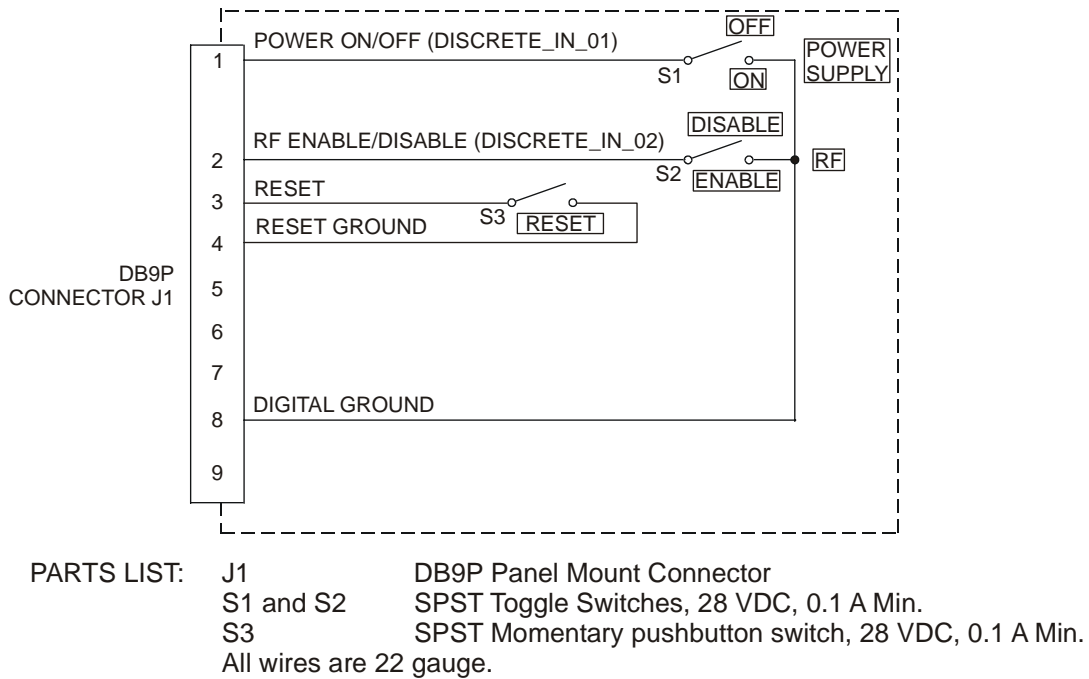 OFF
POWER ON/OFF (DISCRETE_IN_01)
POWER
SUPPLY
1
S1
ON
DISABLE
RF ENABLE/DISABLE (DISCRETE_IN_02)
2
RF
S2
ENABLE
RESET
3
S3
RESET
RESET GROUND
4
DB9P
CONNECTOR J1
5
6
7
DIGITAL GROUND
8
9
PARTS LIST: J1 DB9P Panel Mount Connector
S1 and S2 SPST Toggle Switches, 28 VDC, 0.1 A Min.
S3 SPST Momentary pushbutton switch, 28 VDC, 0.1 A Min.
All wires are 22 gauge.